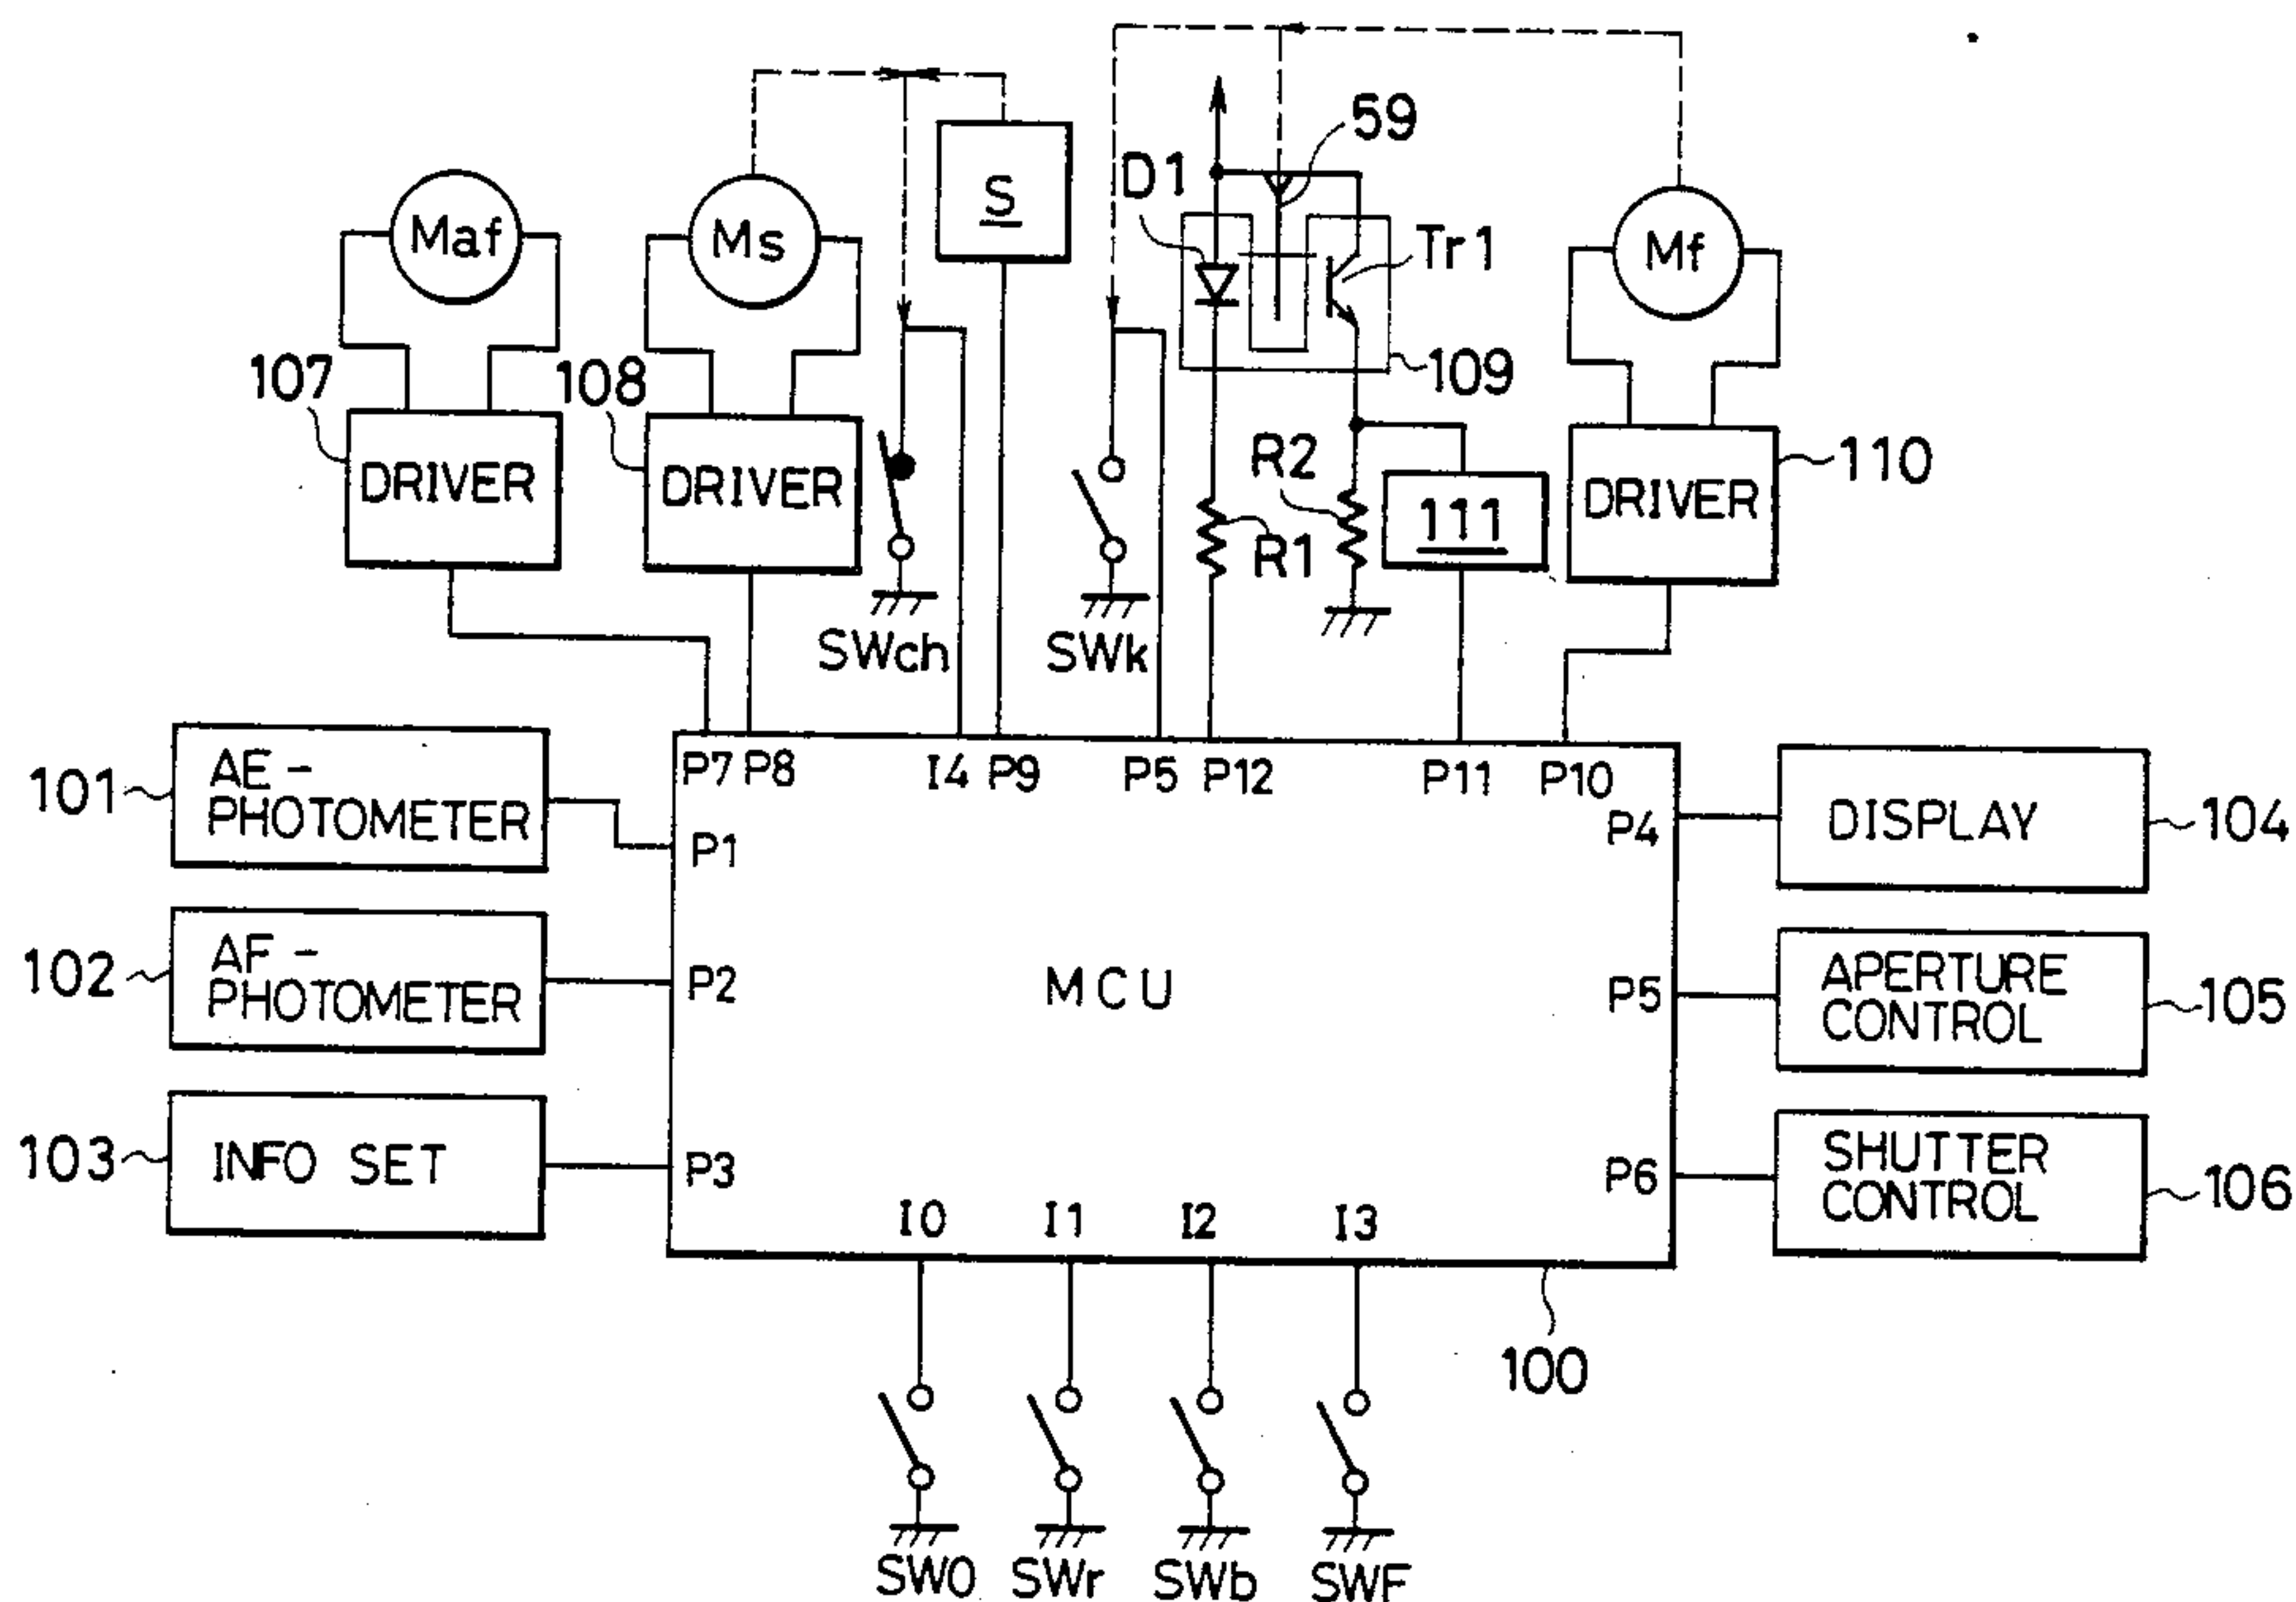 59
D1
S
Maf
Ms
Tr1
Mf
107
108
109
DRIVER
DRIVER
R2
111
DRIVER
110
R1
SWch
SWk
101
AE-
PHOTOMETER
P7 P8
I4 P9
P5 P12
P11
P10
P4
DISPLAY
104
P1
102
AF-
PHOTOMETER
P2
MCU
P5
APERTURE
CONTROL
105
103
INFO SET
P3
P6
SHUTTER
CONTROL
106
I0
I1
I2
I3
100
SW0
SWr
SWb
SWF